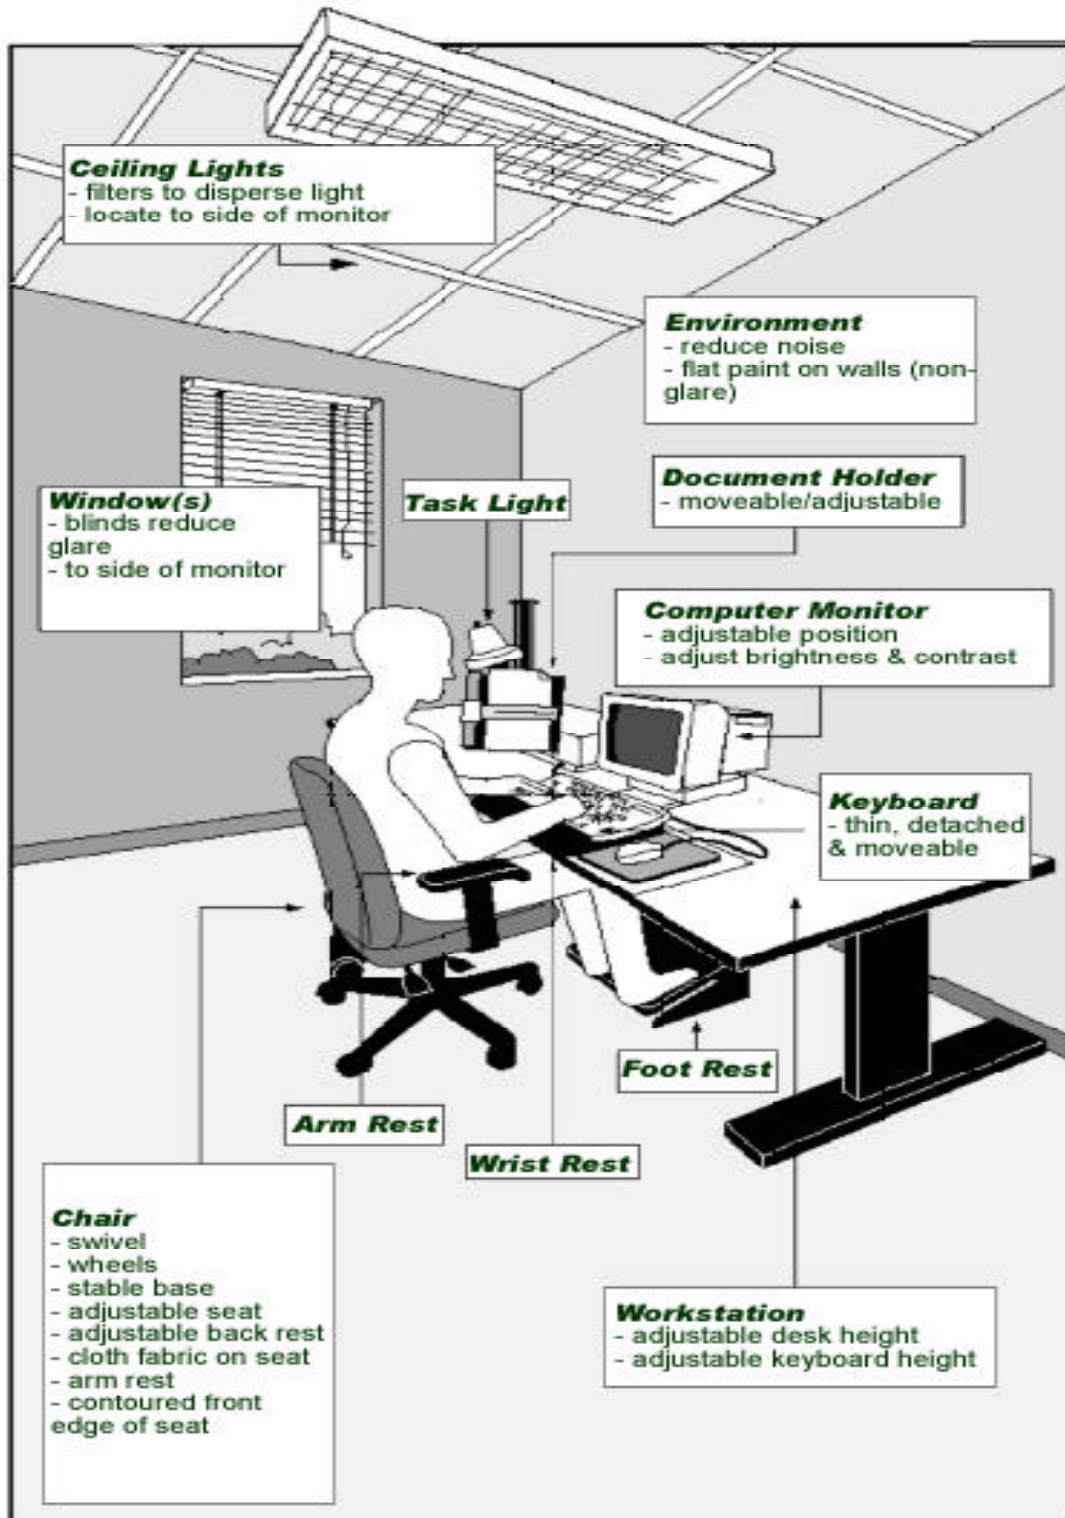 Ceiling Lights
- filters to disperse light
- locate to side of monitor
Environment
- reduce noise
- flat paint on walls (non-
glare)
Document Holder
- moveable/adjustable
Window(s)
- blinds reduce
glare
- to side of monitor
Task Light
Computer Monitor
- adjustable position
- adjust brightness & contrast
Keyboard
- thin, detached
& moveable
Foot Rest
Arm Rest
Wrist Rest
Chair
- swivel
- wheels
- stable base
- adjustable seat
- adjustable back rest
- cloth fabric on seat
- arm rest
- contoured front
edge of seat
Workstation
- adjustable desk height
- adjustable keyboard height